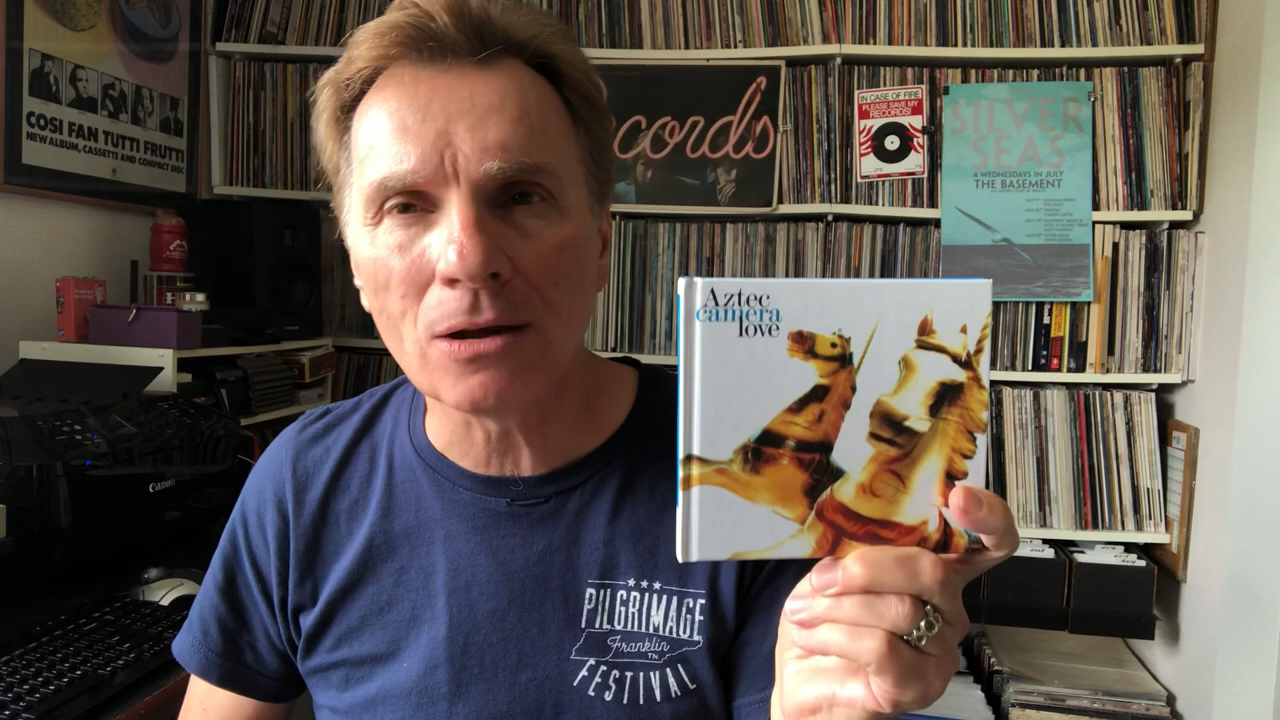 COSI FAN TUTTI FRUTTI
NEW ALBUM, CASSETTE AND COMPACT DISC
cords
IN CASE OF FIRE
PLEASE SAVE MY
RECORDS!
SILVER
SEAS
4 WEDNESDAYS IN JULY
THE BASEMENT
Aztec
camera
love
Canon
PILGRIMAGE
Franklin
TN
FESTIVAL